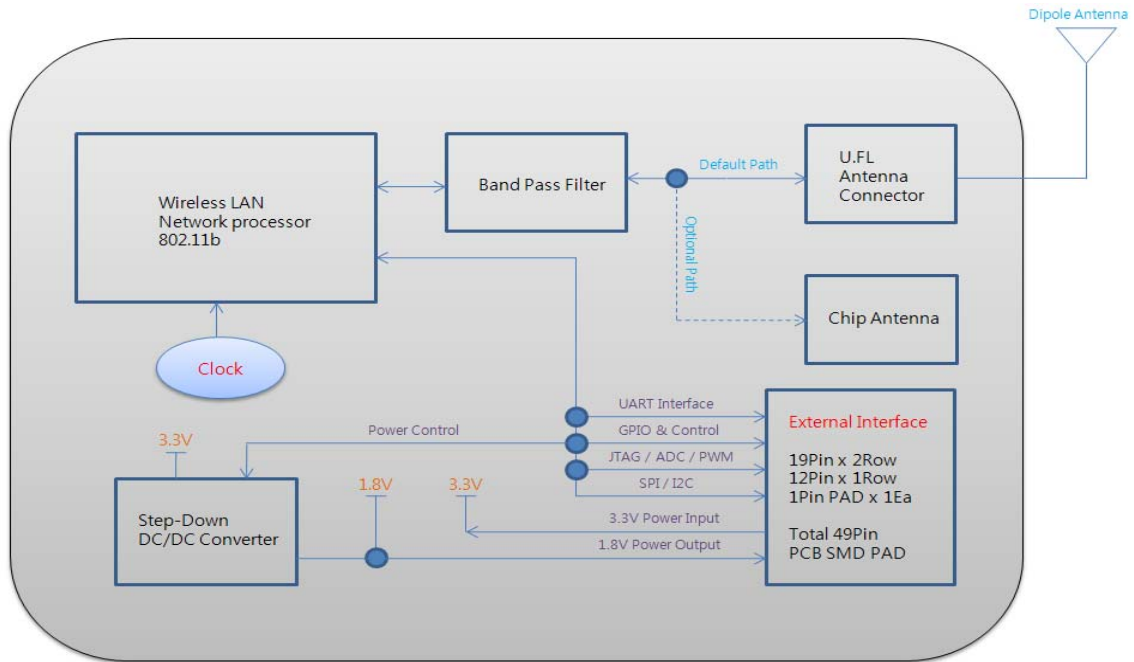 Dipole Antenna
Wireless LAN
Network processor
802.11b
Band Pass Filter
Default Path
U.FL
Antenna
Connector
Optional Path
Chip Antenna
Clock
UART Interface
GPIO & Control
JTAG / ADC / PWM
SPI / I2C
3.3V Power Input
1.8V Power Output
Power Control
3.3V
1.8V
3.3V
Step-Down
DC/DC Converter
External Interface
19Pin x 2Row
12Pin x 1Row
1Pin PAD x 1Ea
Total 49Pin
PCB SMD PAD